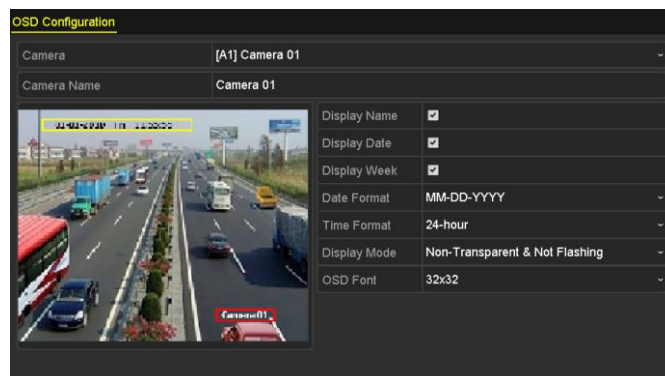 OSD Configuration
Camera [A1] Camera 01
Camera Name Camera 01
Display Name
Display Date
Display Week
Date Format MM-DD-YYYY
Time Format 24-hour
Display Mode Non-Transparent & Not Flashing
OSD Font 32x32
Camera01